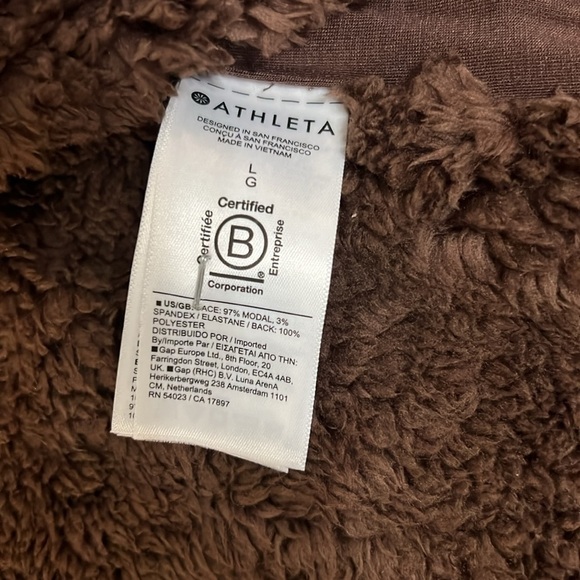 ATHLETA
DESIGNED IN SAN FRANCISCO
CONÇU À SAN FRANCISCO
MADE IN VIETNAM
L
G
Certified
Certifiée
B
Entreprise
®
Corporation
■ US/GB: ACE: 97% MODAL, 3%
SPANDEX / ELASTANE / BACK: 100%
POLYESTER
DISTRIBUIDO POR / Imported
By/Importe Par / ΕΙΣΑΓΕΤΑΙ ΑΠΟ ΤΗΝ:
■ Gap Europe Ltd., 8th Floor, 20
Farringdon Street, London, EC4A 4AB,
UK. ■ Gap (RHC) B.V. Luna ArenA
Herikerbergweg 238 Amsterdam 1101
CM, Netherlands
RN 54023 / CA 17897